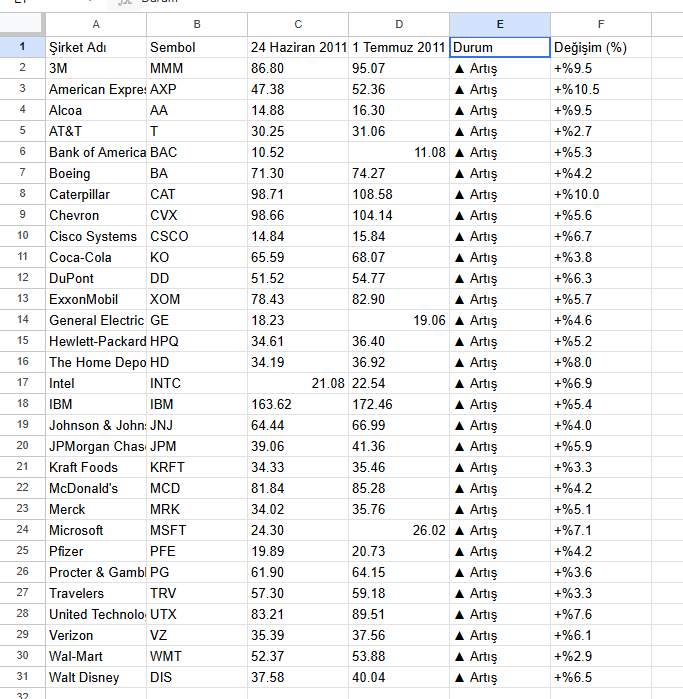 Durum
A B C D E F
1 Şirket Adı Sembol 24 Haziran 2011 1 Temmuz 2011 Durum Değişim (%)
2 3M MMM 86.80 95.07 ▲ Artış +%9.5
3 American Expre AXP 47.38 52.36 ▲ Artış +%10.5
4 Alcoa AA 14.88 16.30 ▲ Artış +%9.5
5 AT&T T 30.25 31.06 ▲ Artış +%2.7
6 Bank of America BAC 10.52 11.08 ▲ Artış +%5.3
7 Boeing BA 71.30 74.27 ▲ Artış +%4.2
8 Caterpillar CAT 98.71 108.58 ▲ Artış +%10.0
9 Chevron CVX 98.66 104.14 ▲ Artış +%5.6
10 Cisco Systems CSCO 14.84 15.84 ▲ Artış +%6.7
11 Coca-Cola KO 65.59 68.07 ▲ Artış +%3.8
12 DuPont DD 51.52 54.77 ▲ Artış +%6.3
13 ExxonMobil XOM 78.43 82.90 ▲ Artış +%5.7
14 General Electric GE 18.23 19.06 ▲ Artış +%4.6
15 Hewlett-Packard HPQ 34.61 36.40 ▲ Artış +%5.2
16 The Home Depo HD 34.19 36.92 ▲ Artış +%8.0
17 Intel INTC 21.08 22.54 ▲ Artış +%6.9
18 IBM IBM 163.62 172.46 ▲ Artış +%5.4
19 Johnson & John JNJ 64.44 66.99 ▲ Artış +%4.0
20 JPMorgan Chas JPM 39.06 41.36 ▲ Artış +%5.9
21 Kraft Foods KRFT 34.33 35.46 ▲ Artış +%3.3
22 McDonald's MCD 81.84 85.28 ▲ Artış +%4.2
23 Merck MRK 34.02 35.76 ▲ Artış +%5.1
24 Microsoft MSFT 24.30 26.02 ▲ Artış +%7.1
25 Pfizer PFE 19.89 20.73 ▲ Artış +%4.2
26 Procter & Gambl PG 61.90 64.15 ▲ Artış +%3.6
27 Travelers TRV 57.30 59.18 ▲ Artış +%3.3
28 United Technolo UTX 83.21 89.51 ▲ Artış +%7.6
29 Verizon VZ 35.39 37.56 ▲ Artış +%6.1
30 Wal-Mart WMT 52.37 53.88 ▲ Artış +%2.9
31 Walt Disney DIS 37.58 40.04 ▲ Artış +%6.5
32